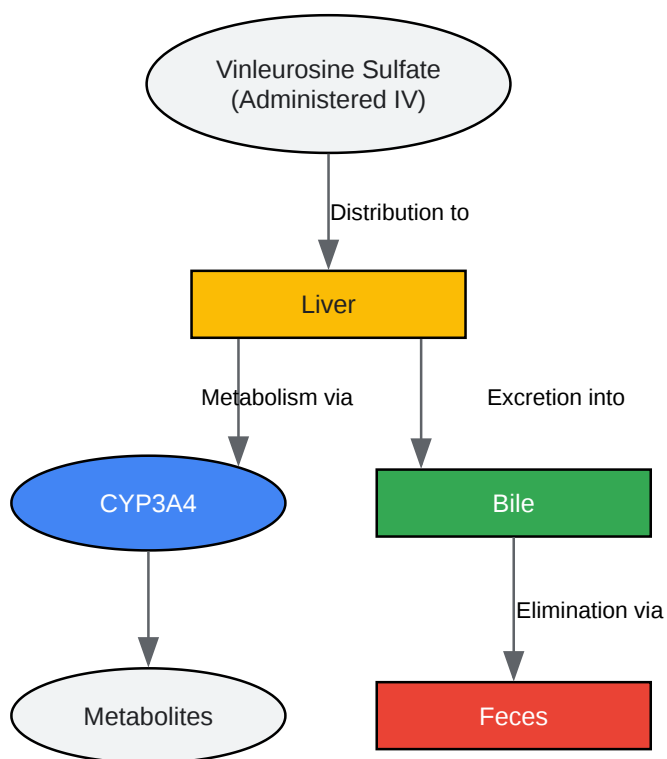 Vinleurosine Sulfate
(Administered IV)
Distribution to
Liver
Metabolism via
Excretion into
CYP3A4
Bile
Elimination via
Metabolites
Feces